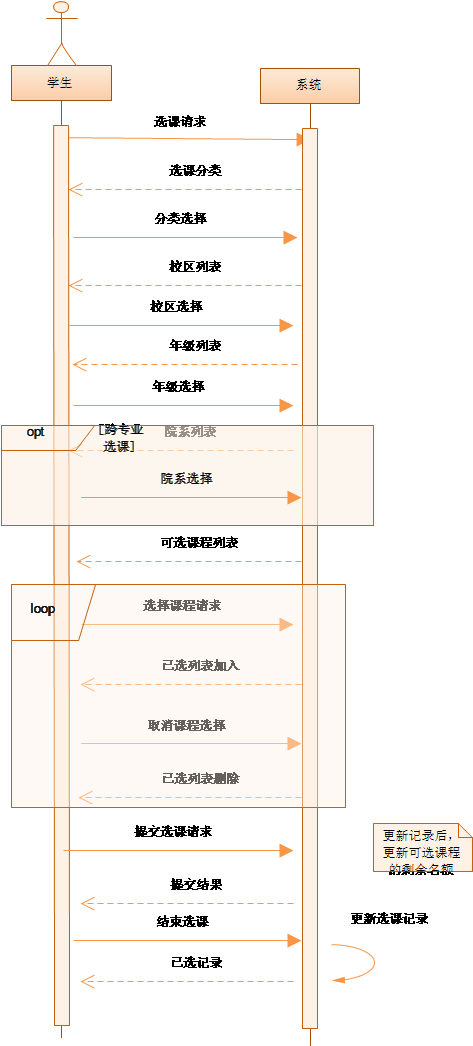 学生
系统
选课请求
选课分类
分类选择
校区列表
校区选择
年级列表
年级选择
opt
[跨专业
选课]
院系列表
院系选择
可选课程列表
loop
选择课程请求
已选列表加入
取消课程选择
已选列表删除
提交选课请求
更新记录后，
更新可选课程
的剩余名额
提交结果
结束选课
更新选课记录
已选记录